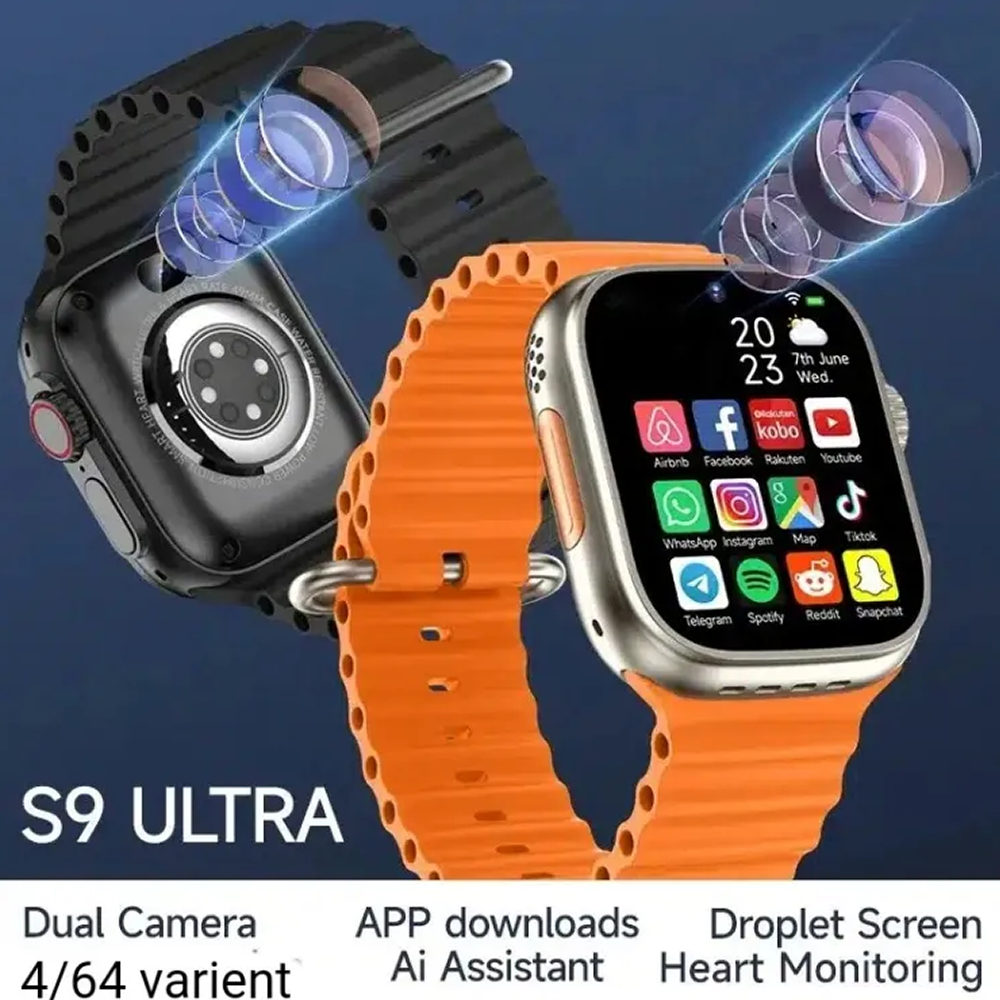 20
23
7th June
Wed.
Airbnb Facebook Rakuten Youtube
Rakuten
kobo
WhatsApp Instagram Map Tiktok
Telegram Spotify Reddit Snapchat
S9 ULTRA
Dual Camera APP downloads Droplet Screen
4/64 varient Ai Assistant Heart Monitoring